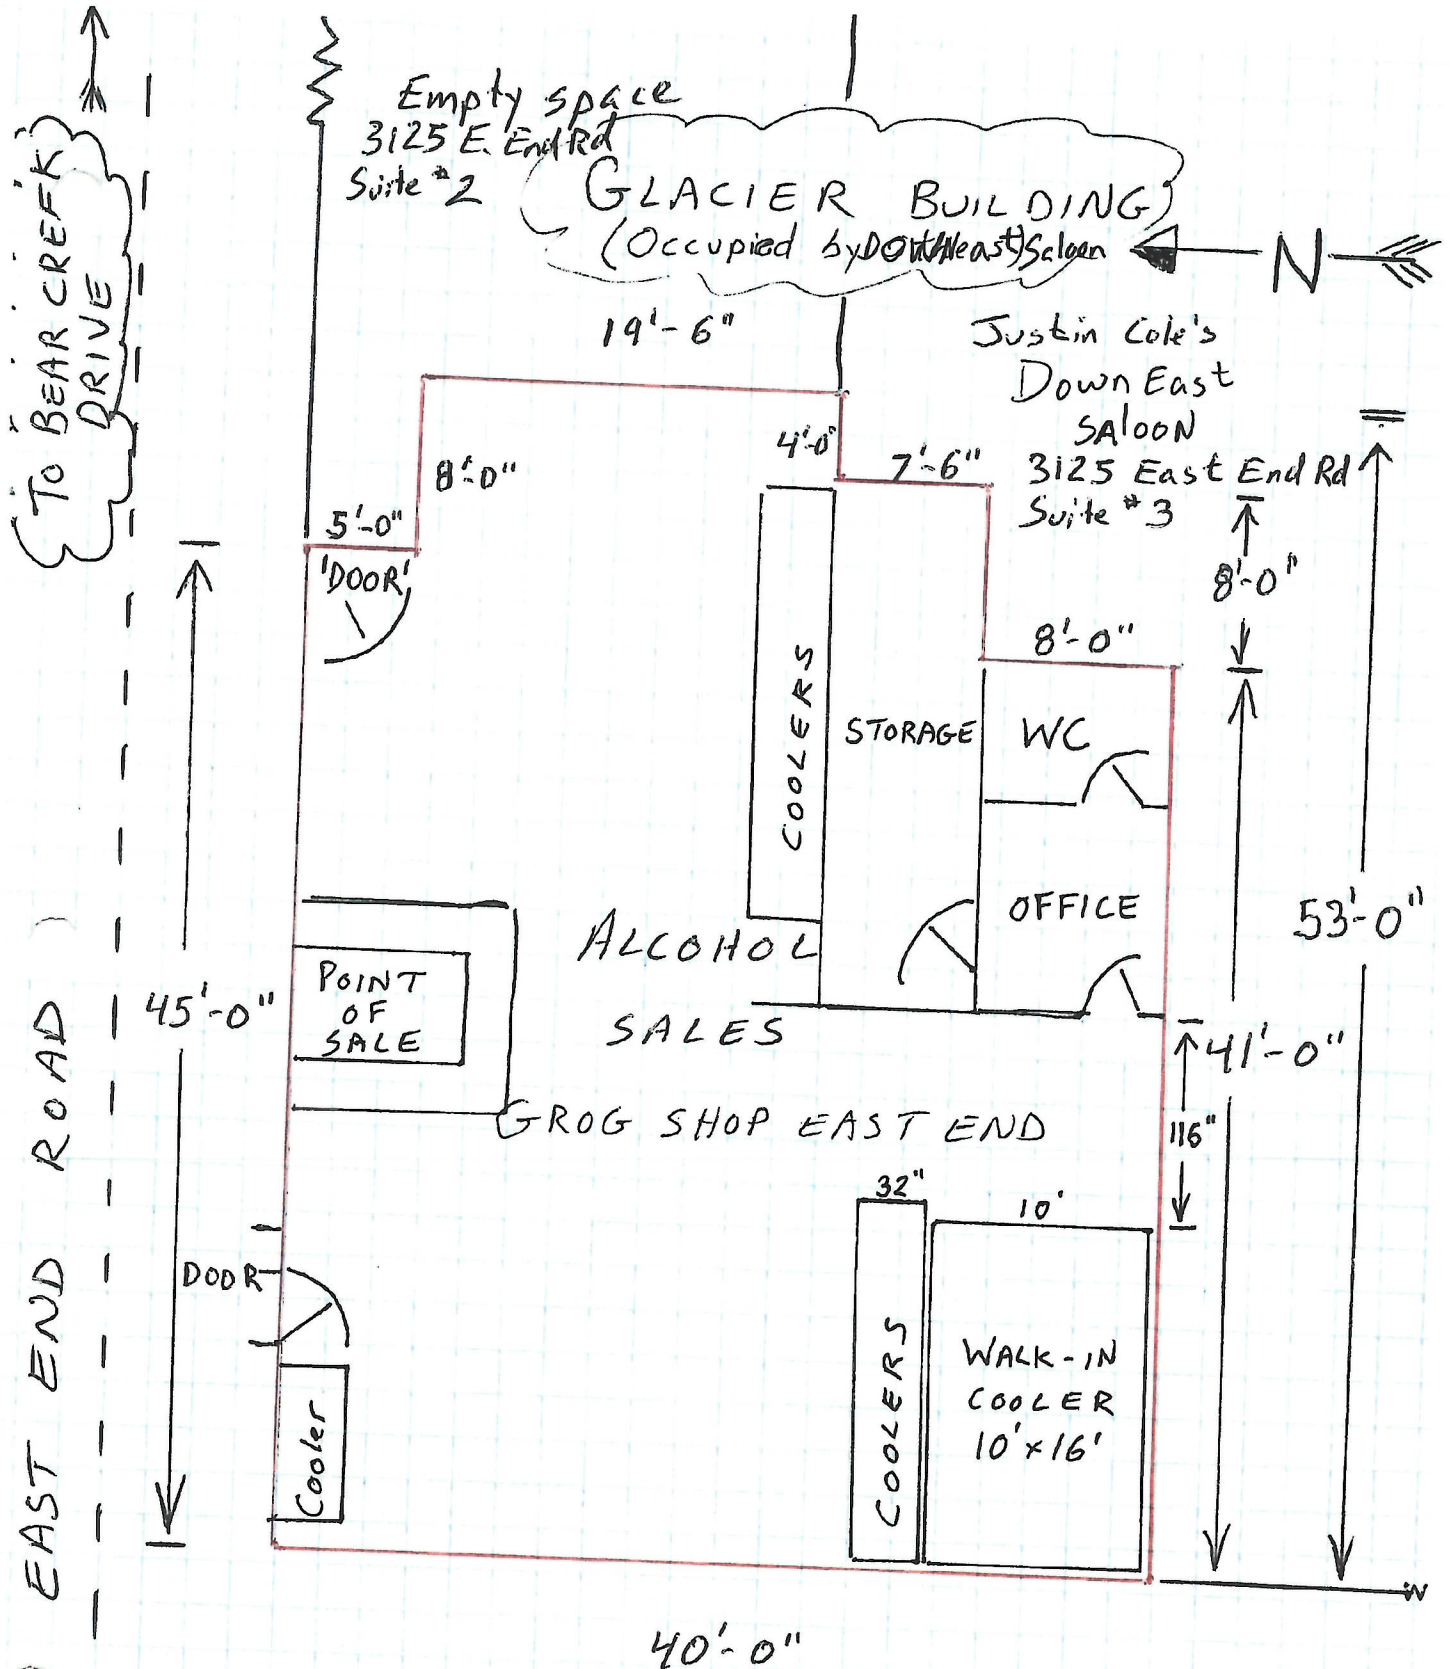 Empty space
3125 E. End Rd
Suite #2
GLACIER BUILDING
(Occupied by Saloon
N
TO BEAR CREEK
DRIVE
19'-6"
Justin Cole's
Down East
SALOON
3125 East End Rd
Suite #3
4'-0"
7'-6"
8'-0"
5'-0"
'DOOR'
8'-0"
8'-0"
COOLERS
STORAGE
WC
OFFICE
53'-0"
ALCOHOL
SALES
POINT
OF
SALE
45'-0"
41'-0"
116"
GROG SHOP EAST END
EAST END ROAD
32"
10'
DOOR
COOLERS
WALK-IN
COOLER
10'x16'
Cooler
40'-0"